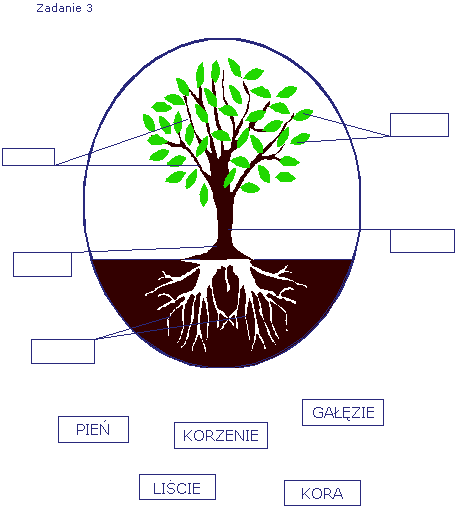 Zadanie 3
GAŁĘZIE
PIEŃ
KORZENIE
LIŚCIE
KORA